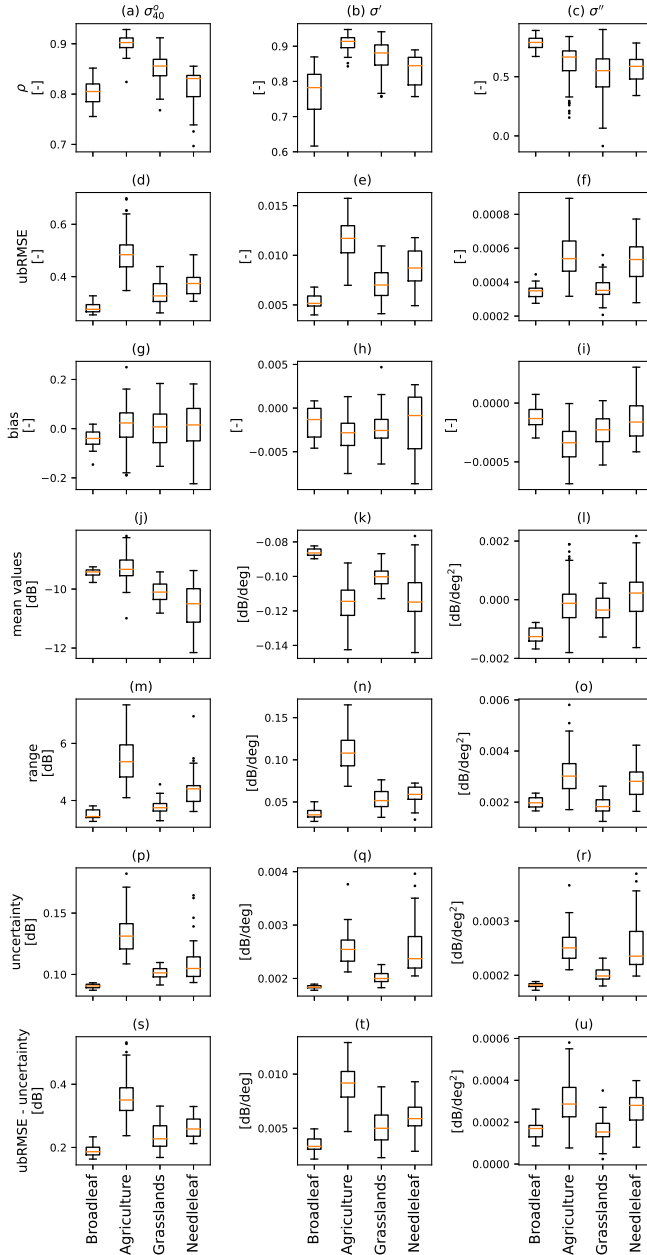 (a) σ°40 (b) σ′ (c) σ′′
ρ
[-]
0.9
0.8
0.7
[-]
0.9
0.8
0.7
0.6
[-]
0.5
0.0
(d) (e) (f)
ubRMSE
[-]
0.6
0.4
[-]
0.015
0.010
0.005
[-]
0.0008
0.0006
0.0004
0.0002
(g) (h) (i)
bias
[-]
0.2
0.0
−0.2
[-]
0.005
0.000
−0.005
[-]
0.0000
−0.0005
(j) (k) (l)
mean values
[dB]
−10
−12
[dB/deg]
−0.08
−0.10
−0.12
−0.14
[dB/deg²]
0.002
0.000
−0.002
(m) (n) (o)
range
[dB]
6
4
[dB/deg]
0.15
0.10
0.05
[dB/deg²]
0.006
0.004
0.002
(p) (q) (r)
uncertainty
[dB]
0.15
0.10
[dB/deg]
0.004
0.003
0.002
[dB/deg²]
0.0003
0.0002
(s) (t) (u)
ubRMSE - uncertainty
[dB]
0.4
0.2
[dB/deg]
0.010
0.005
[dB/deg²]
0.0006
0.0004
0.0002
0.0000
Broadleaf
Agriculture
Grasslands
Needleleaf
Broadleaf
Agriculture
Grasslands
Needleleaf
Broadleaf
Agriculture
Grasslands
Needleleaf